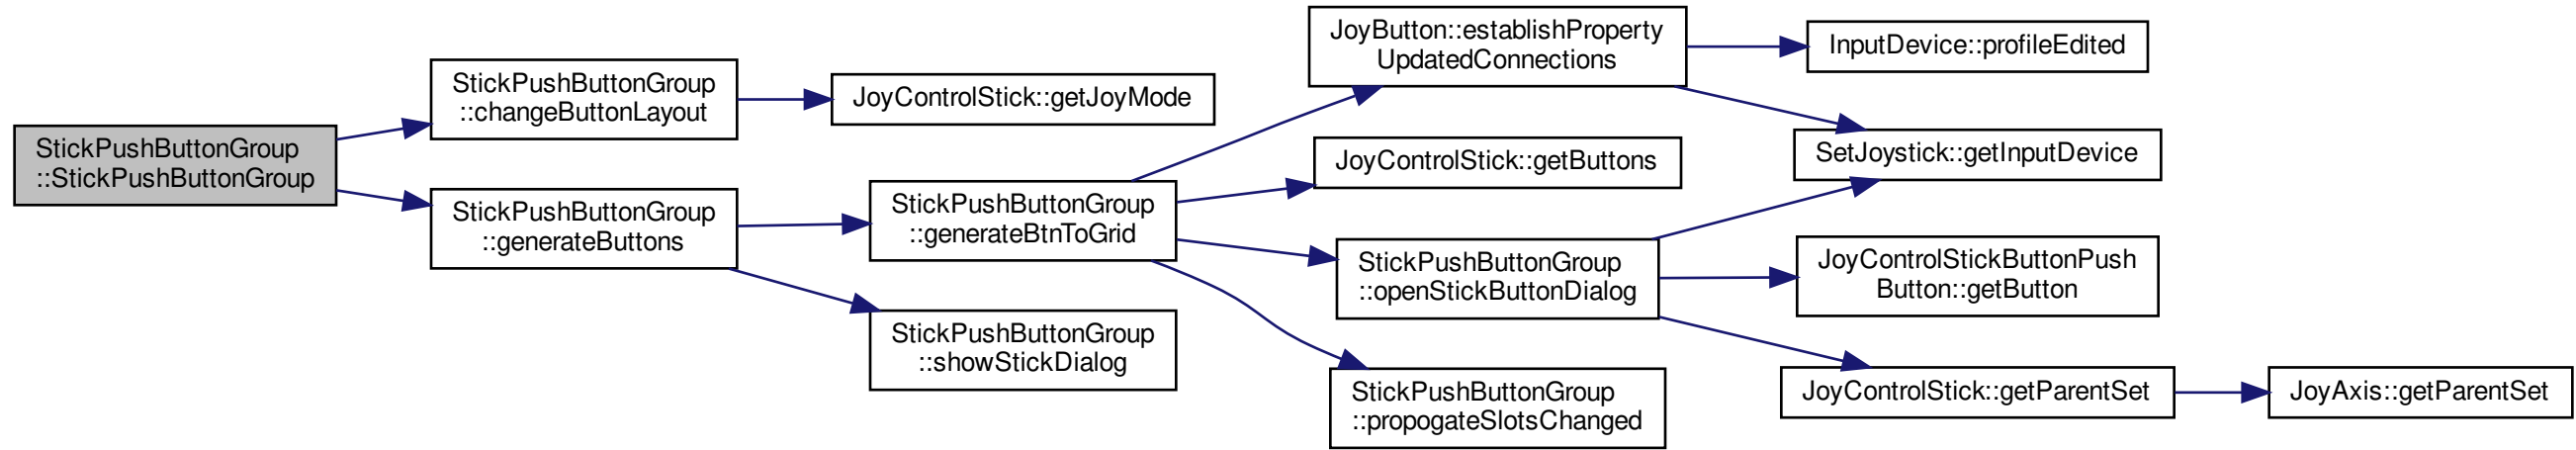 StickPushButtonGroup
::StickPushButtonGroup
StickPushButtonGroup
::changeButtonLayout
JoyControlStick::getJoyMode
StickPushButtonGroup
::generateButtons
StickPushButtonGroup
::generateBtnToGrid
StickPushButtonGroup
::showStickDialog
JoyButton::establishProperty
UpdatedConnections
JoyControlStick::getButtons
StickPushButtonGroup
::openStickButtonDialog
StickPushButtonGroup
::propogateSlotsChanged
InputDevice::profileEdited
SetJoystick::getInputDevice
JoyControlStickButtonPush
Button::getButton
JoyControlStick::getParentSet
JoyAxis::getParentSet